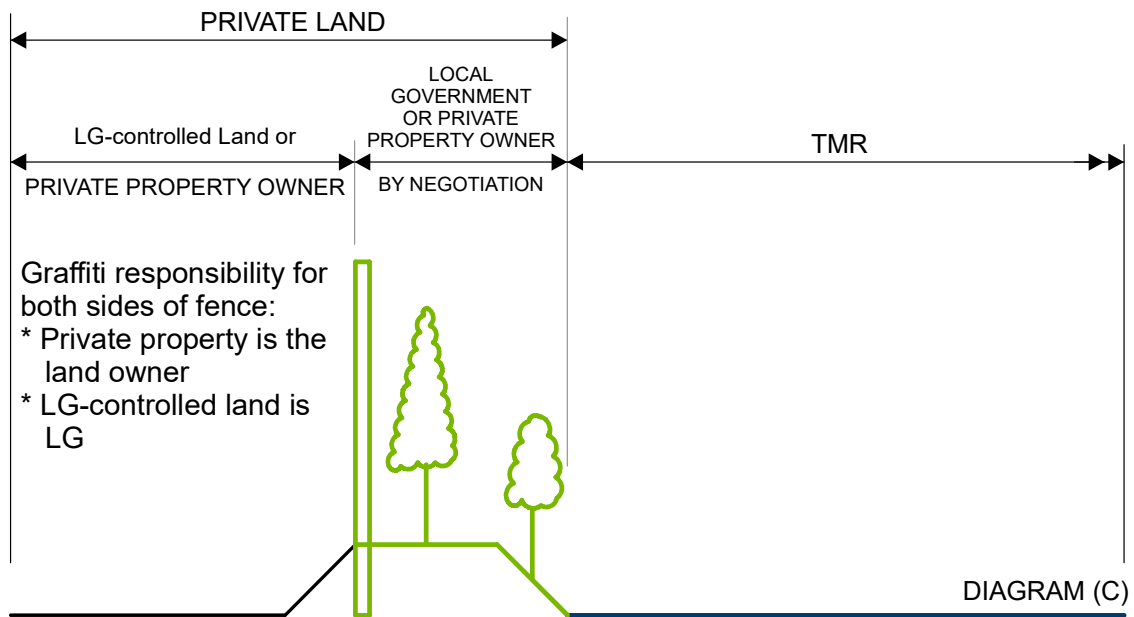 PRIVATE LAND
LG-controlled Land or
PRIVATE PROPERTY OWNER
LOCAL
GOVERNMENT
OR PRIVATE
PROPERTY OWNER
BY NEGOTIATION
TMR
Graffiti responsibility for
both sides of fence:
* Private property is the
land owner
* LG-controlled land is
LG
DIAGRAM (C)